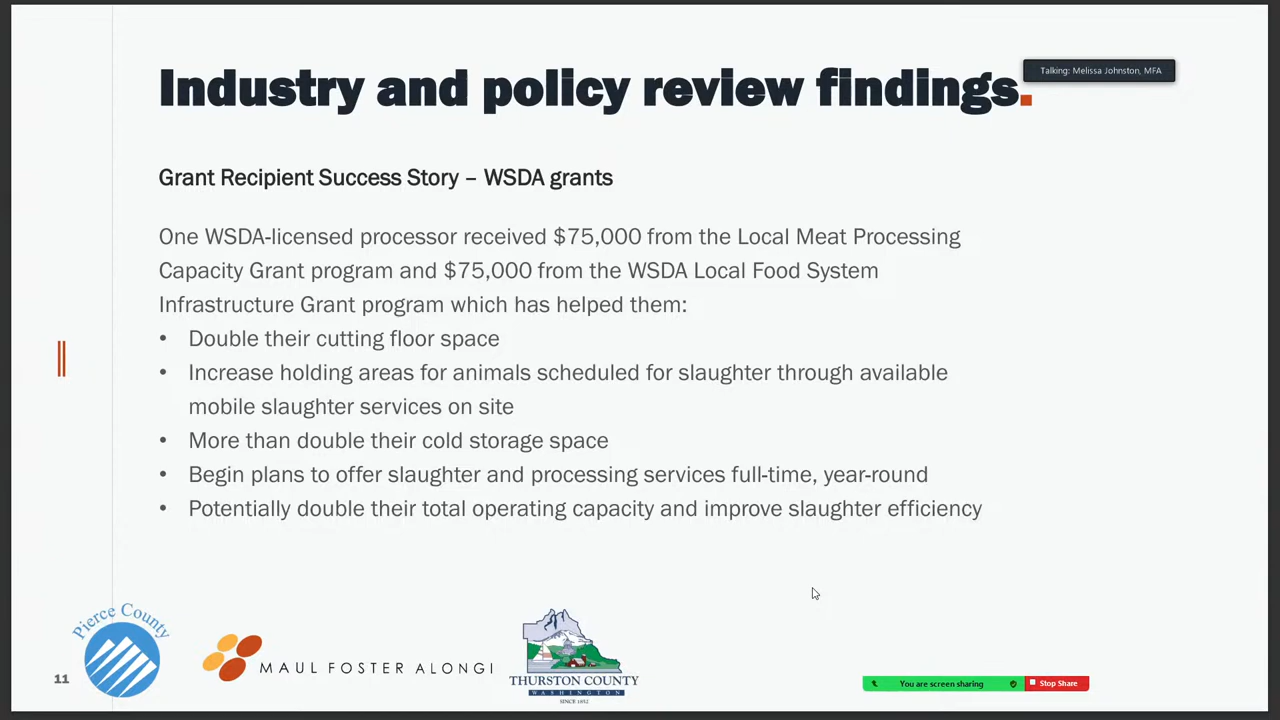 Industry and policy review findings.
Talking: Melissa Johnston, MFA
Grant Recipient Success Story – WSDA grants
One WSDA-licensed processor received $75,000 from the Local Meat Processing
Capacity Grant program and $75,000 from the WSDA Local Food System
Infrastructure Grant program which has helped them:
• Double their cutting floor space
• Increase holding areas for animals scheduled for slaughter through available
mobile slaughter services on site
• More than double their cold storage space
• Begin plans to offer slaughter and processing services full-time, year-round
• Potentially double their total operating capacity and improve slaughter efficiency
11
Pierce County
MAUL FOSTER ALONGI
THURSTON COUNTY
WASHINGTON
SINCE 1852
You are screen sharing
Stop Share